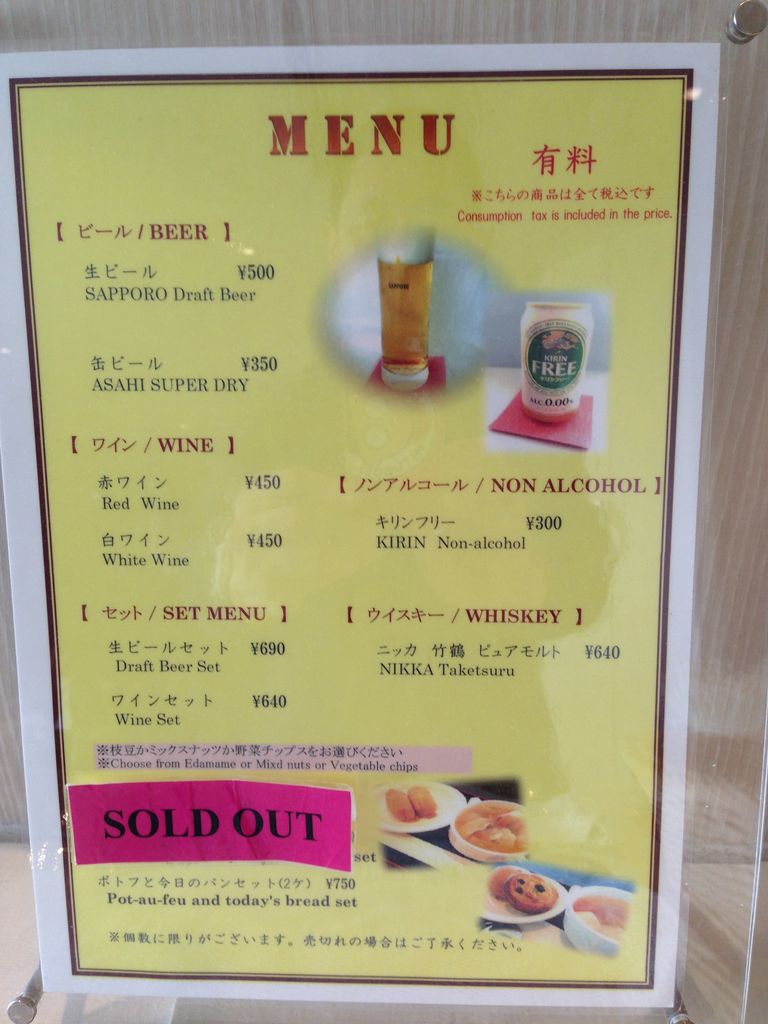 MENU
有料
※こちらの商品は全て税込です
Consumption tax is included in the price.
【 ビール / BEER 】
生ビール ¥500
SAPPORO Draft Beer
缶ビール ¥350
ASAHI SUPER DRY
SAPPORO
KIRIN
FREE
キリンフリー
ALC.0.00%
【 ワイン / WINE 】
赤ワイン ¥450
Red Wine
白ワイン ¥450
White Wine
【 ノンアルコール / NON ALCOHOL 】
キリンフリー ¥300
KIRIN Non-alcohol
【 セット / SET MENU 】
生ビールセット ¥690
Draft Beer Set
ワインセット ¥640
Wine Set
【 ウイスキー / WHISKEY 】
ニッカ 竹鶴 ピュアモルト ¥640
NIKKA Taketsuru
※枝豆かミックスナッツか野菜チップスをお選びください
※Choose from Edamame or Mixd nuts or Vegetable chips
SOLD OUT
set
ポトフと今日のパンセット(2ケ) ¥750
Pot-au-feu and today's bread set
※個数に限りがございます。売切れの場合はご了承ください。